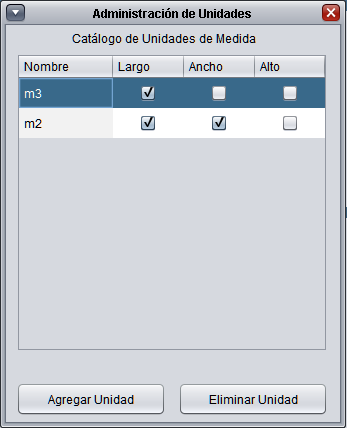 Administración de Unidades
Catálogo de Unidades de Medida
Nombre Largo Ancho Alto
m3
m2
Agregar Unidad Eliminar Unidad